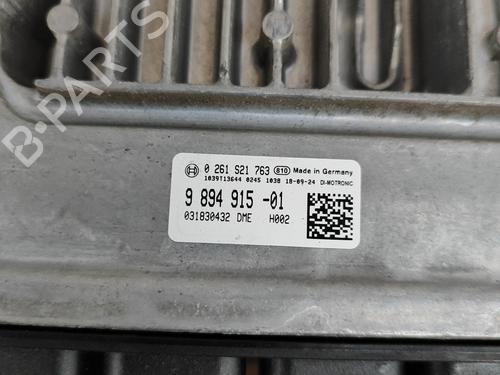 B-PARTS
0 261 S21 763 810 Made in Germany
1039T13644 0245 1038 18-09-24 DI-MOTRONIC
9 894 915 -01
031830432 DME H002